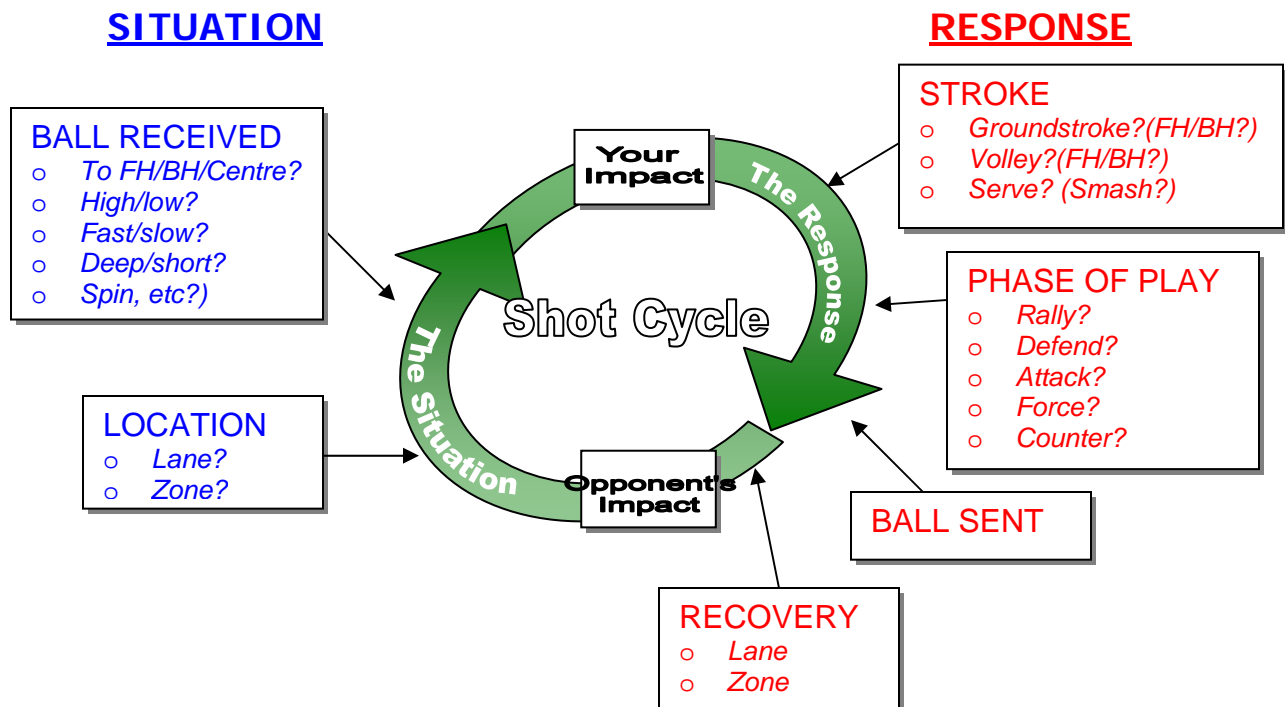 SITUATION
RESPONSE
BALL RECEIVED
o To FH/BH/Centre?
o High/low?
o Fast/slow?
o Deep/short?
o Spin, etc?)
LOCATION
o Lane?
o Zone?
Your
Impact
The Response
Shot Cycle
The Situation
Opponent's
Impact
STROKE
o Groundstroke?(FH/BH?)
o Volley?(FH/BH?)
o Serve? (Smash?)
PHASE OF PLAY
o Rally?
o Defend?
o Attack?
o Force?
o Counter?
BALL SENT
RECOVERY
o Lane
o Zone